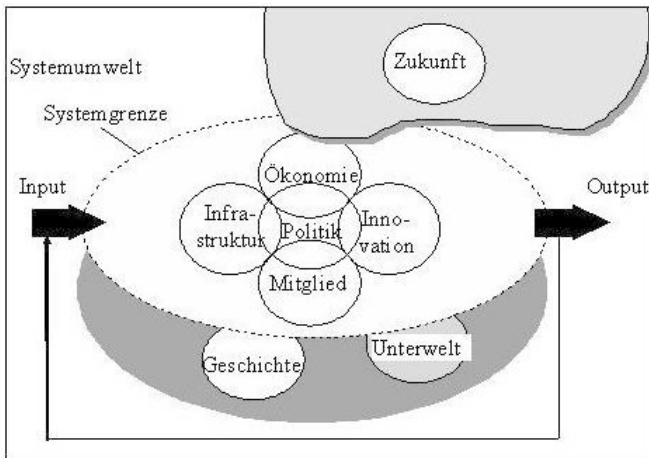 Zukunft
Systemumwelt
Systemgrenze
Ökonomie
Input
Output
Infra-
struktur
Politik
Inno-
vation
Mitglied
Geschichte
Unterwelt